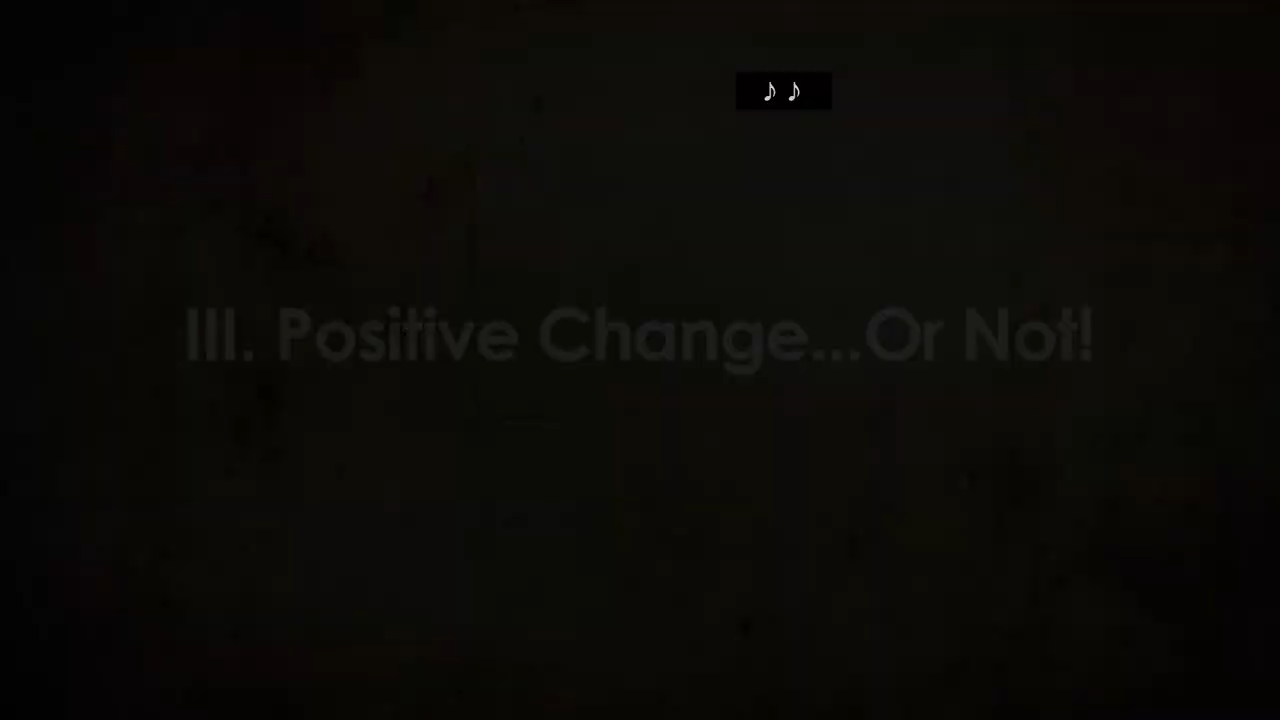 ♪ ♪
III. Positive Change...Or Not!